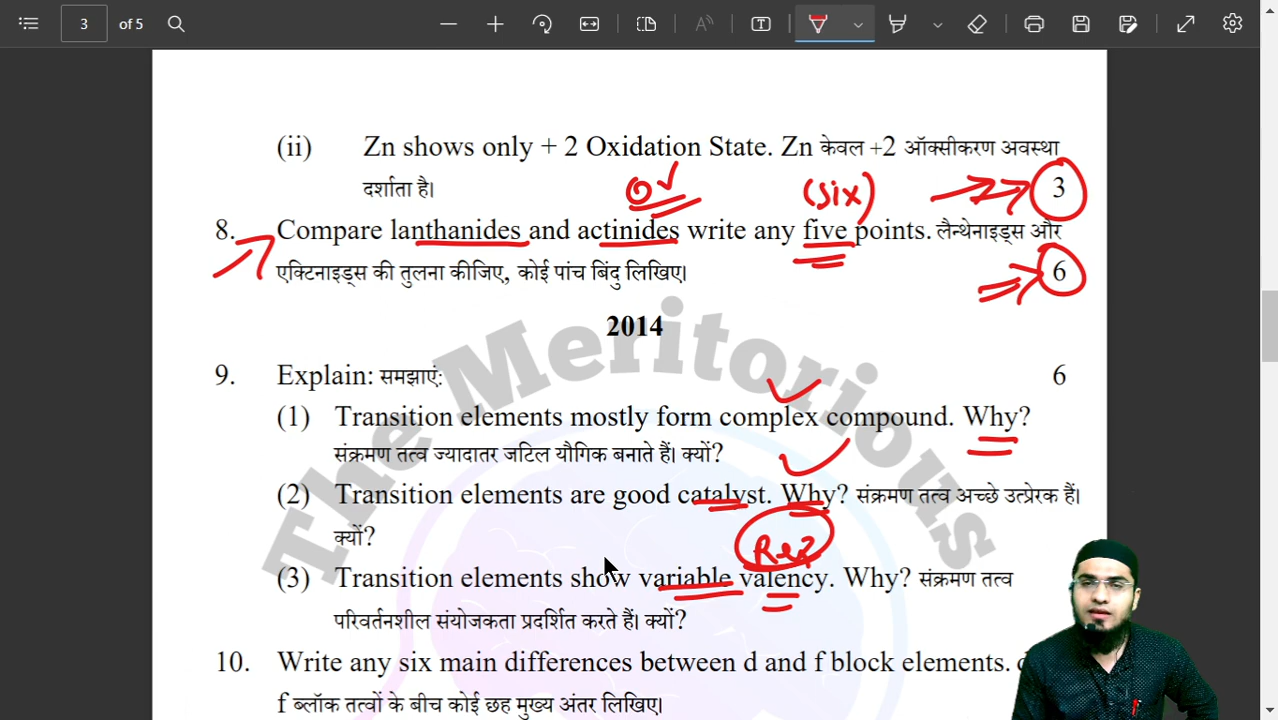 3 of 5
(ii) Zn shows only + 2 Oxidation State. Zn केवल +2 ऑक्सीकरण अवस्था
दर्शाता है। 3
(Six)
8. Compare lanthanides and actinides write any five points. लैन्थेनाइड्स और
एक्टिनाइड्स की तुलना कीजिए, कोई पांच बिंदु लिखिए। 6
2014
9. Explain: समझाएं: 6
(1) Transition elements mostly form complex compound. Why?
संक्रमण तत्व ज्यादातर जटिल यौगिक बनाते हैं। क्यों?
(2) Transition elements are good catalyst. Why? संक्रमण तत्व अच्छे उत्प्रेरक हैं।
क्यों?
(3) Transition elements show variable valency. Why? संक्रमण तत्व
परिवर्तनशील संयोजकता प्रदर्शित करते हैं। क्यों?
10. Write any six main differences between d and f block elements.
f ब्लॉक तत्वों के बीच कोई छह मुख्य अंतर लिखिए।
The Meritorious